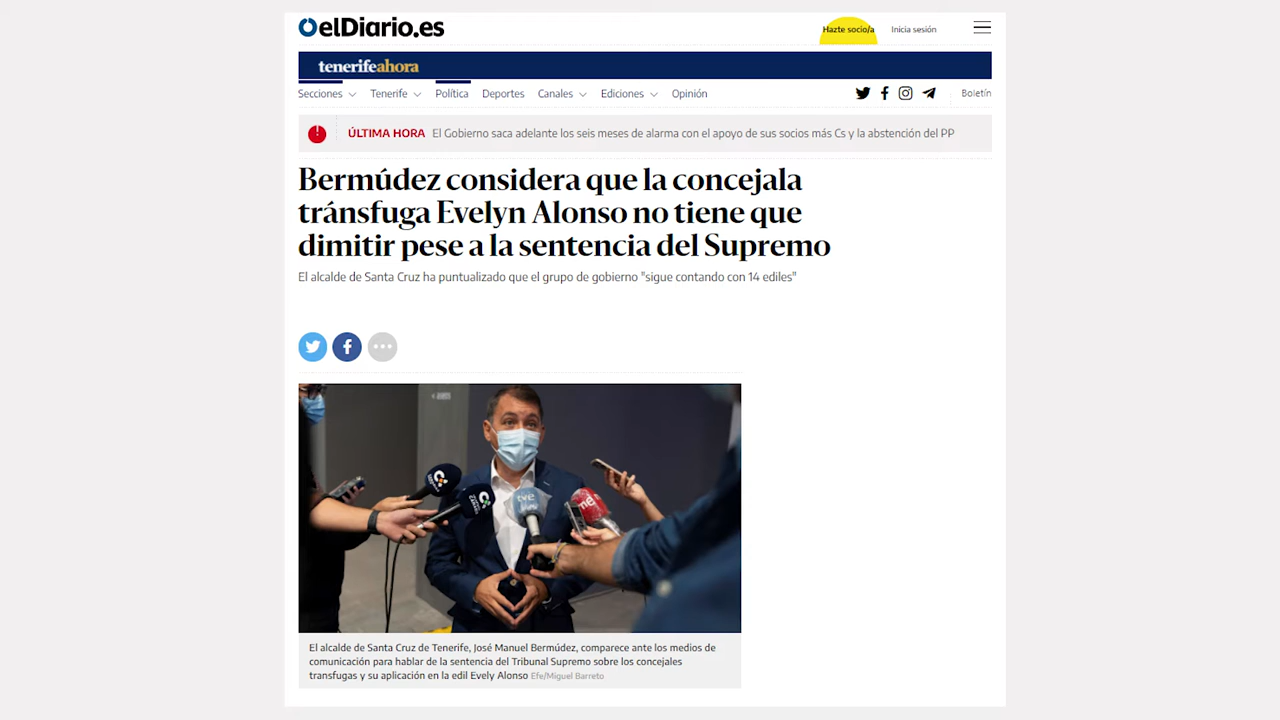 elDiario.es
Hazte socio/a
Inicia sesión
tenerifeahora
Secciones
Tenerife
Política
Deportes
Canales
Ediciones
Opinión
Boletín
ÚLTIMA HORA El Gobierno saca adelante los seis meses de alarma con el apoyo de sus socios más Cs y la abstención del PP
Bermúdez considera que la concejala
tránsfuga Evelyn Alonso no tiene que
dimitir pese a la sentencia del Supremo
El alcalde de Santa Cruz ha puntualizado que el grupo de gobierno "sigue contando con 14 ediles"
tve
rne
El alcalde de Santa Cruz de Tenerife, José Manuel Bermúdez, comparece ante los medios de
comunicación para hablar de la sentencia del Tribunal Supremo sobre los concejales
transfugas y su aplicación en la edil Evely Alonso Efe/Miguel Barreto